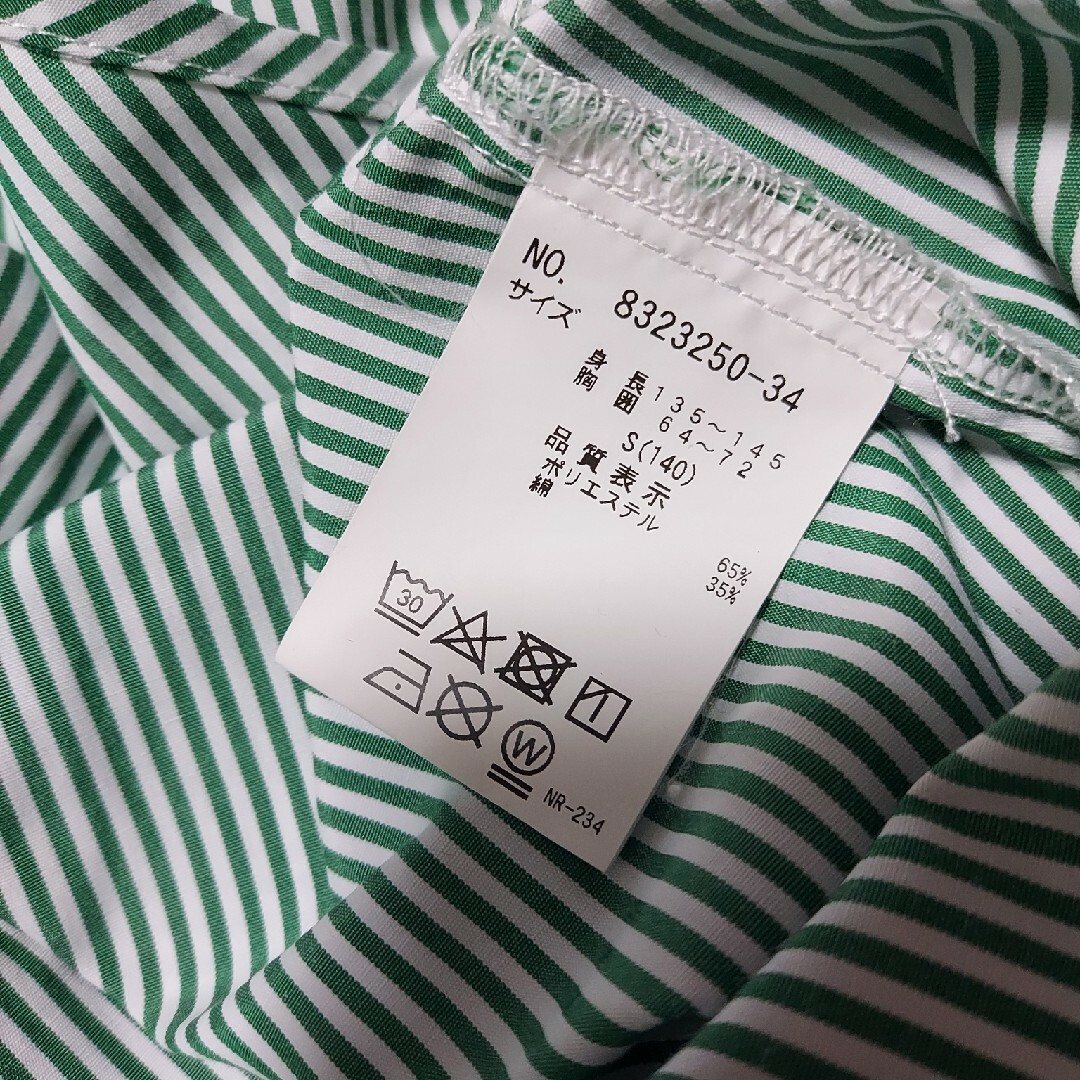 NO. 8323250-34
サイズ
身長 135～145
胸囲 64～72
S(140)
品質表示
ポリエステル 65%
綿 35%
30
W
NR-234